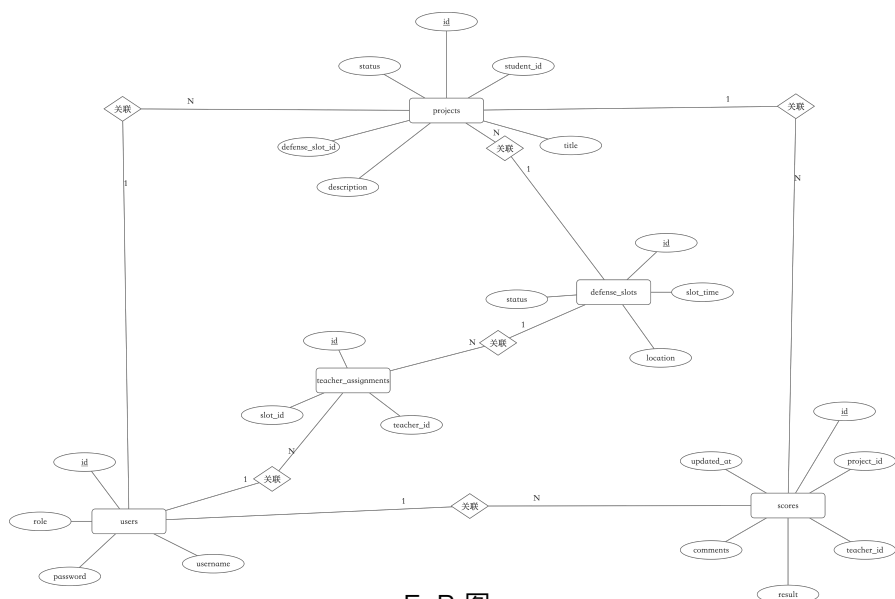 id
status
student_id
关联
N
projects
1
关联
defense_slot_id
N
关联
title
1
description
1
N
id
status
defense_slots
slot_time
location
1
N
关联
id
teacher_assignments
slot_id
teacher_id
N
id
1
关联
role
users
password
username
1
关联
N
id
updated_at
project_id
scores
comments
teacher_id
result
E-R 图